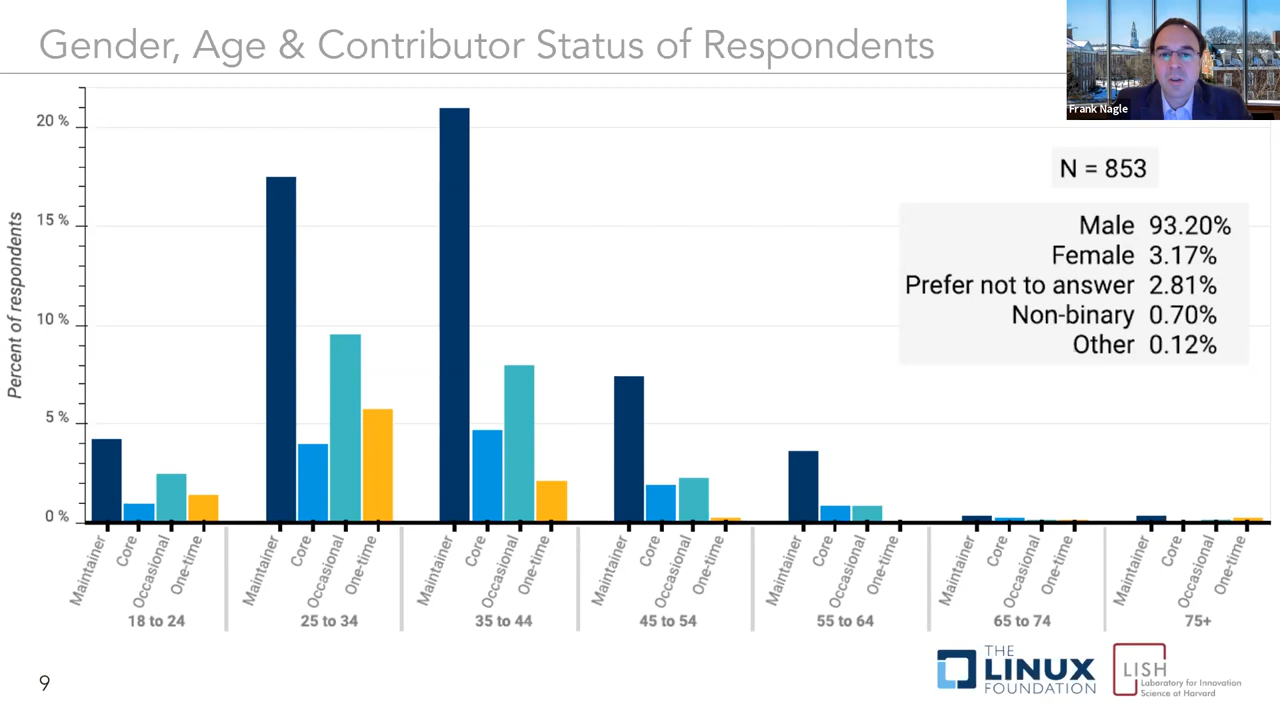 Gender, Age & Contributor Status of Respondents
Frank Nagle
Percent of respondents
20 %
15 %
10 %
5 %
0 %
N = 853
Male 93.20%
Female 3.17%
Prefer not to answer 2.81%
Non-binary 0.70%
Other 0.12%
Maintainer Core Occasional One-time
18 to 24
Maintainer Core Occasional One-time
25 to 34
Maintainer Core Occasional One-time
35 to 44
Maintainer Core Occasional One-time
45 to 54
Maintainer Core Occasional One-time
55 to 64
Maintainer Core Occasional One-time
65 to 74
Maintainer Core Occasional One-time
75+
9
THE
LINUX
FOUNDATION
LISH
Laboratory for Innovation
Science at Harvard